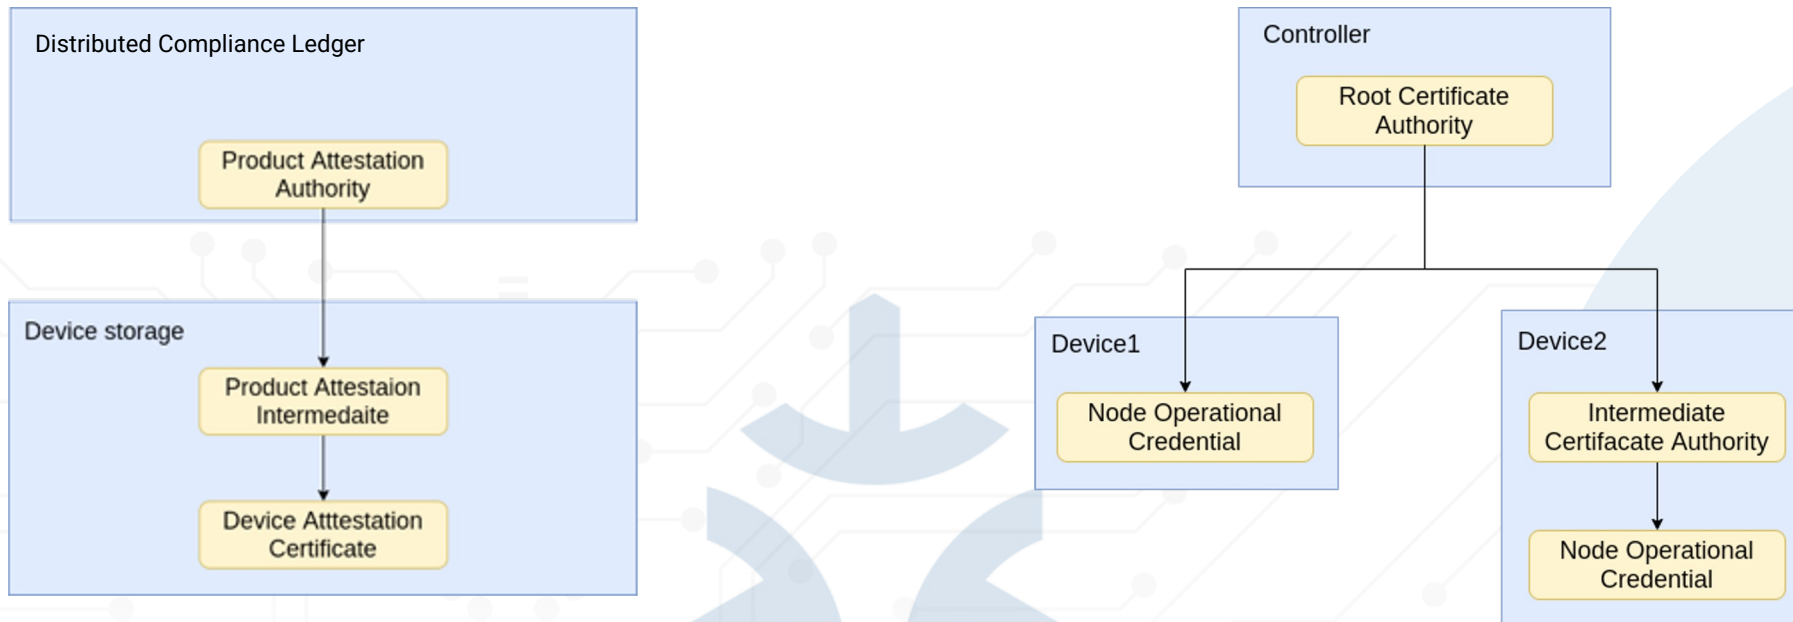 Distributed Compliance Ledger
Product Attestation
Authority
Device storage
Product Attestaion
Intermedaite
Device Atttestation
Certificate
Controller
Root Certificate
Authority
Device1
Node Operational
Credential
Device2
Intermediate
Certifacate Authority
Node Operational
Credential